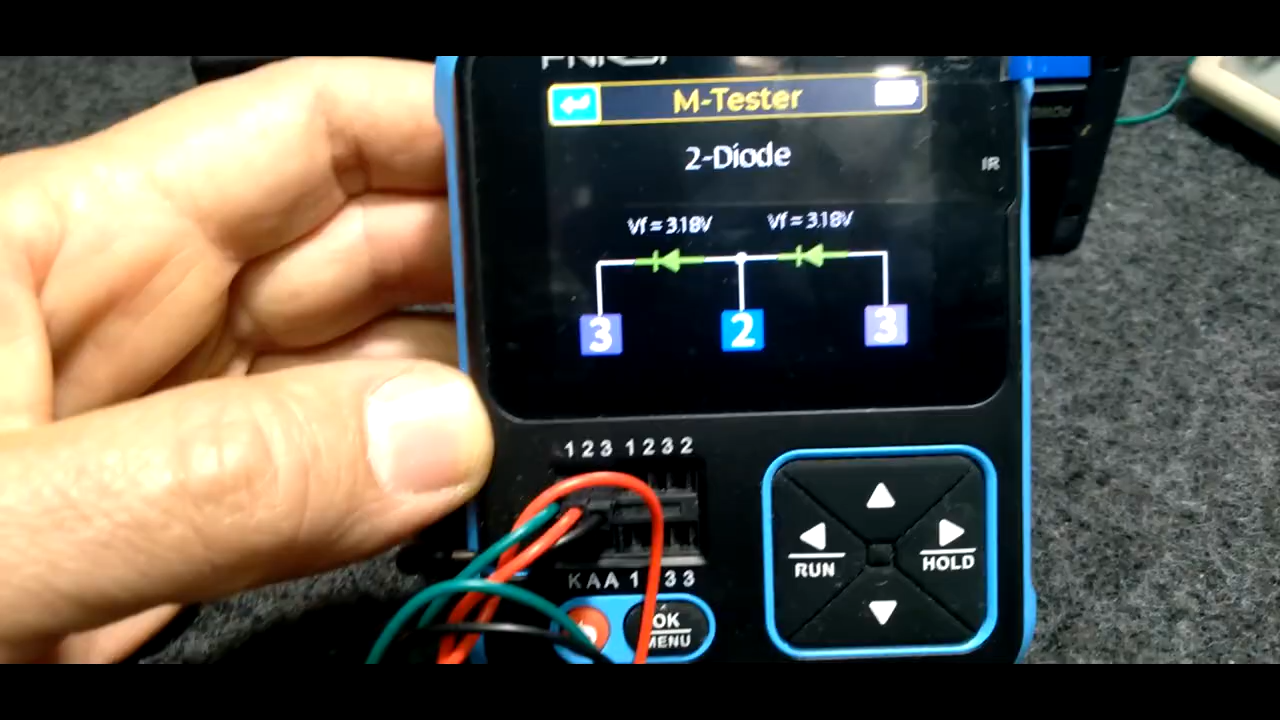 M-Tester
2-Diode
IR
Vf = 3.18V Vf = 3.18V
3 2 3
1 2 3 1 2 3 2
K A A 1 3 3
RUN
HOLD
OK
MENU